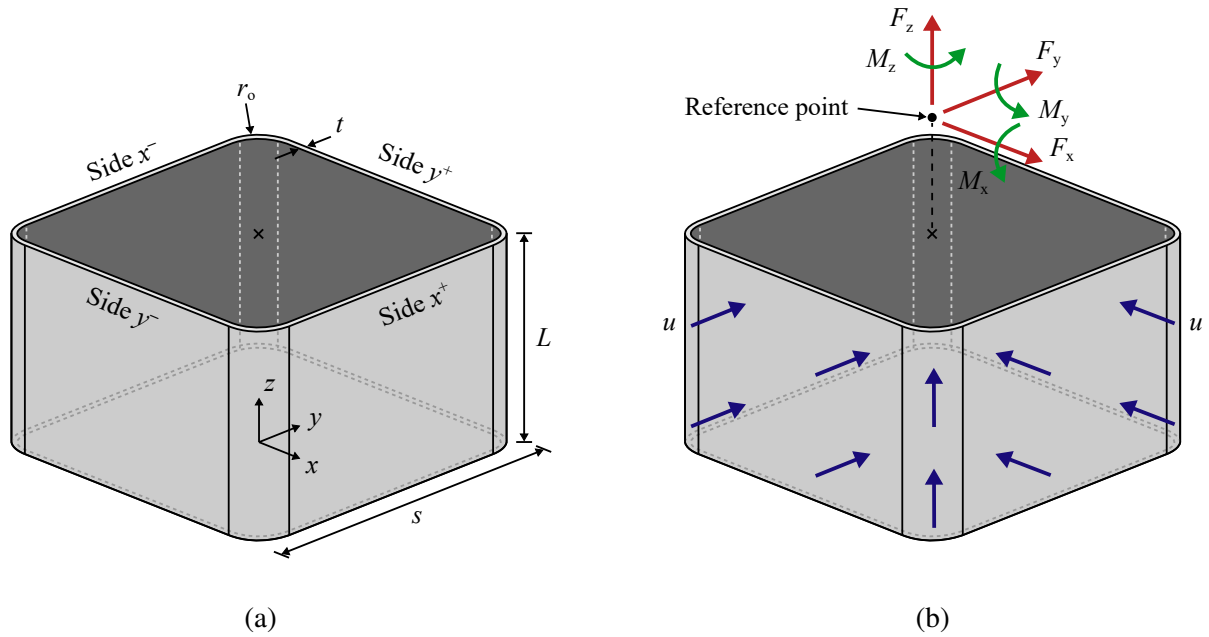 r_o
t
Side x^-
Side y^+
Side y^-
Side x^+
L
z
y
x
s
(a)
F_z
M_z
F_y
Reference point
M_y
F_x
M_x
u
u
(b)